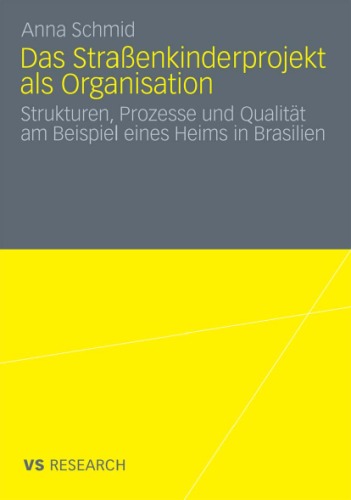 Anna Schmid
Das Straßenkinderprojekt
als Organisation
Strukturen, Prozesse und Qualität
am Beispiel eines Heims in Brasilien
VS RESEARCH